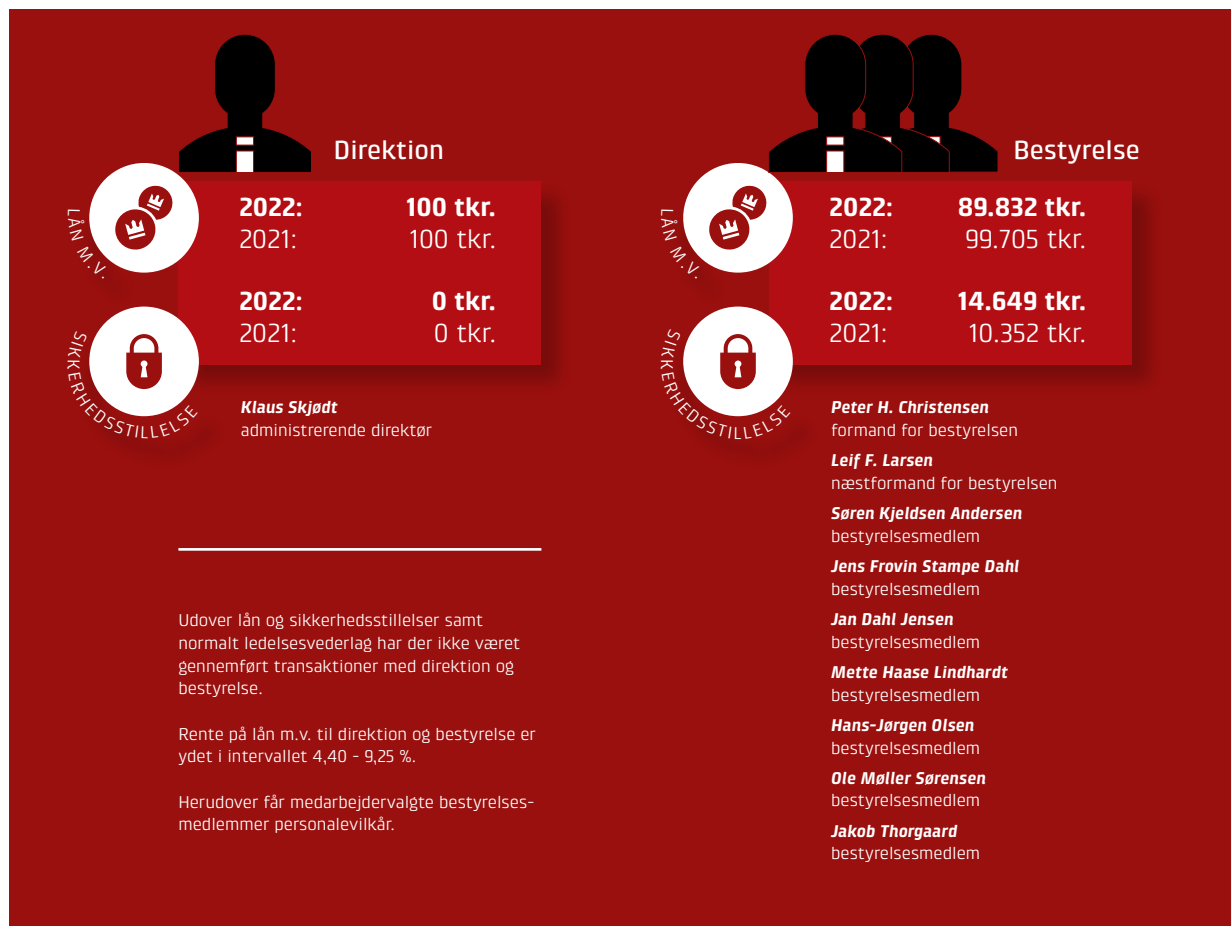 Direktion
LÅN M.V.
2022: 100 tkr.
2021: 100 tkr.
SIKKERHEDSSTILLELSE
2022: 0 tkr.
2021: 0 tkr.
Klaus Skjødt
administrerende direktør
Udover lån og sikkerhedsstillelser samt
normalt ledelsesvederlag har der ikke været
gennemført transaktioner med direktion og
bestyrelse.
Rente på lån m.v. til direktion og bestyrelse er
ydet i intervallet 4,40 - 9,25 %.
Herudover får medarbejdervalgte bestyrelses-
medlemmer personalevilkår.
Bestyrelse
LÅN M.V.
2022: 89.832 tkr.
2021: 99.705 tkr.
SIKKERHEDSSTILLELSE
2022: 14.649 tkr.
2021: 10.352 tkr.
Peter H. Christensen
formand for bestyrelsen
Leif F. Larsen
næstformand for bestyrelsen
Søren Kjeldsen Andersen
bestyrelsesmedlem
Jens Frovin Stampe Dahl
bestyrelsesmedlem
Jan Dahl Jensen
bestyrelsesmedlem
Mette Haase Lindhardt
bestyrelsesmedlem
Hans-Jørgen Olsen
bestyrelsesmedlem
Ole Møller Sørensen
bestyrelsesmedlem
Jakob Thorgaard
bestyrelsesmedlem